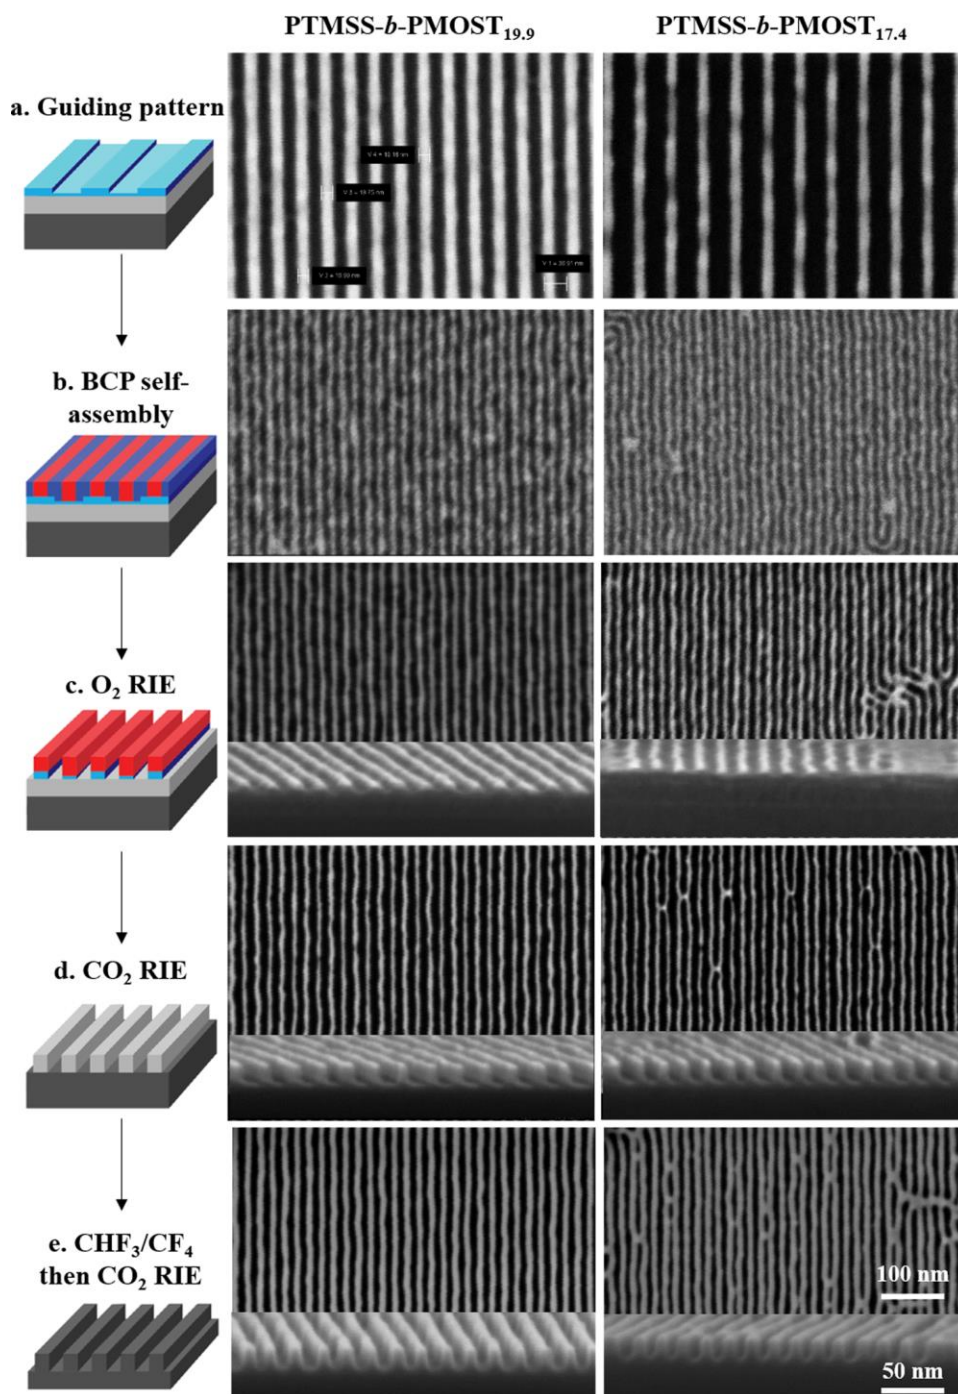 PTMSS-b-PMOST19.9
PTMSS-b-PMOST17.4
a. Guiding pattern
b. BCP self-
assembly
c. O2 RIE
d. CO2 RIE
e. CHF3/CF4
then CO2 RIE
100 nm
50 nm